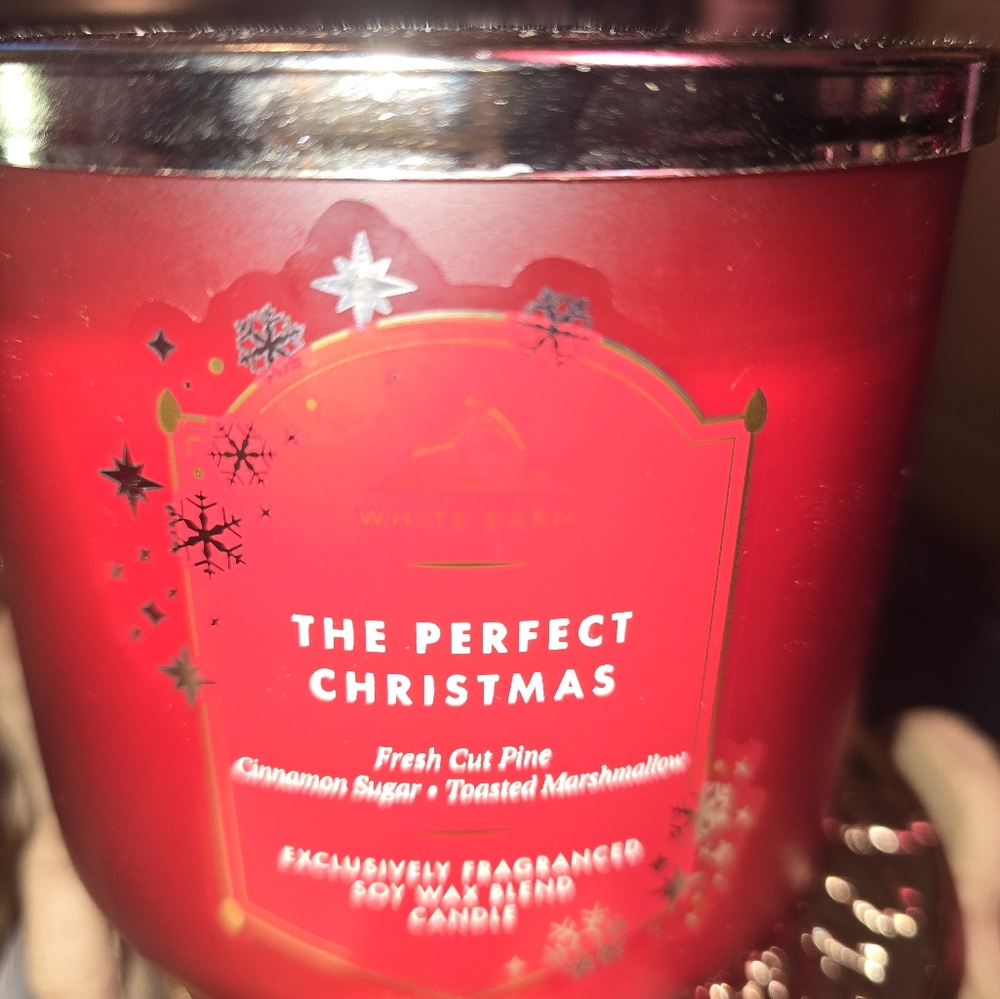 WHITE BARN
THE PERFECT
CHRISTMAS
Fresh Cut Pine
Cinnamon Sugar • Toasted Marshmallow
EXCLUSIVELY FRAGRANCED
SOY WAX BLEND
CANDLE